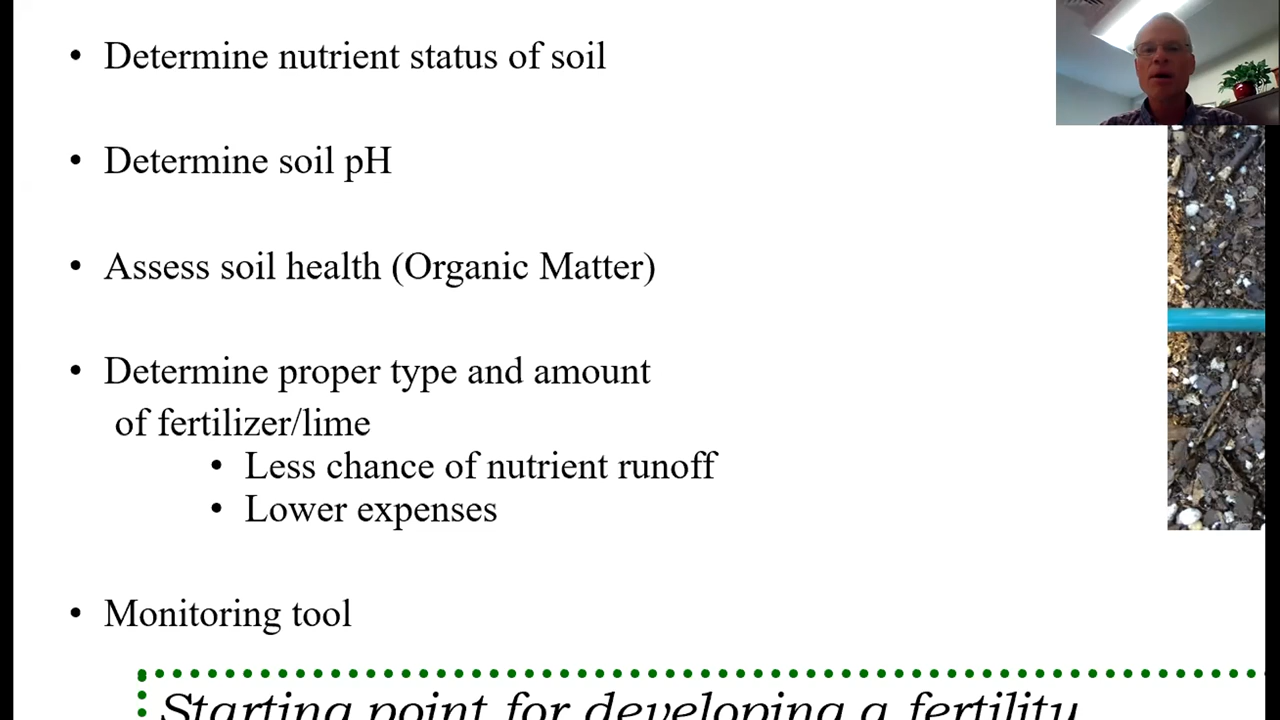 • Determine nutrient status of soil
• Determine soil pH
• Assess soil health (Organic Matter)
• Determine proper type and amount
of fertilizer/lime
• Less chance of nutrient runoff
• Lower expenses
• Monitoring tool
Starting point for developing a fertility